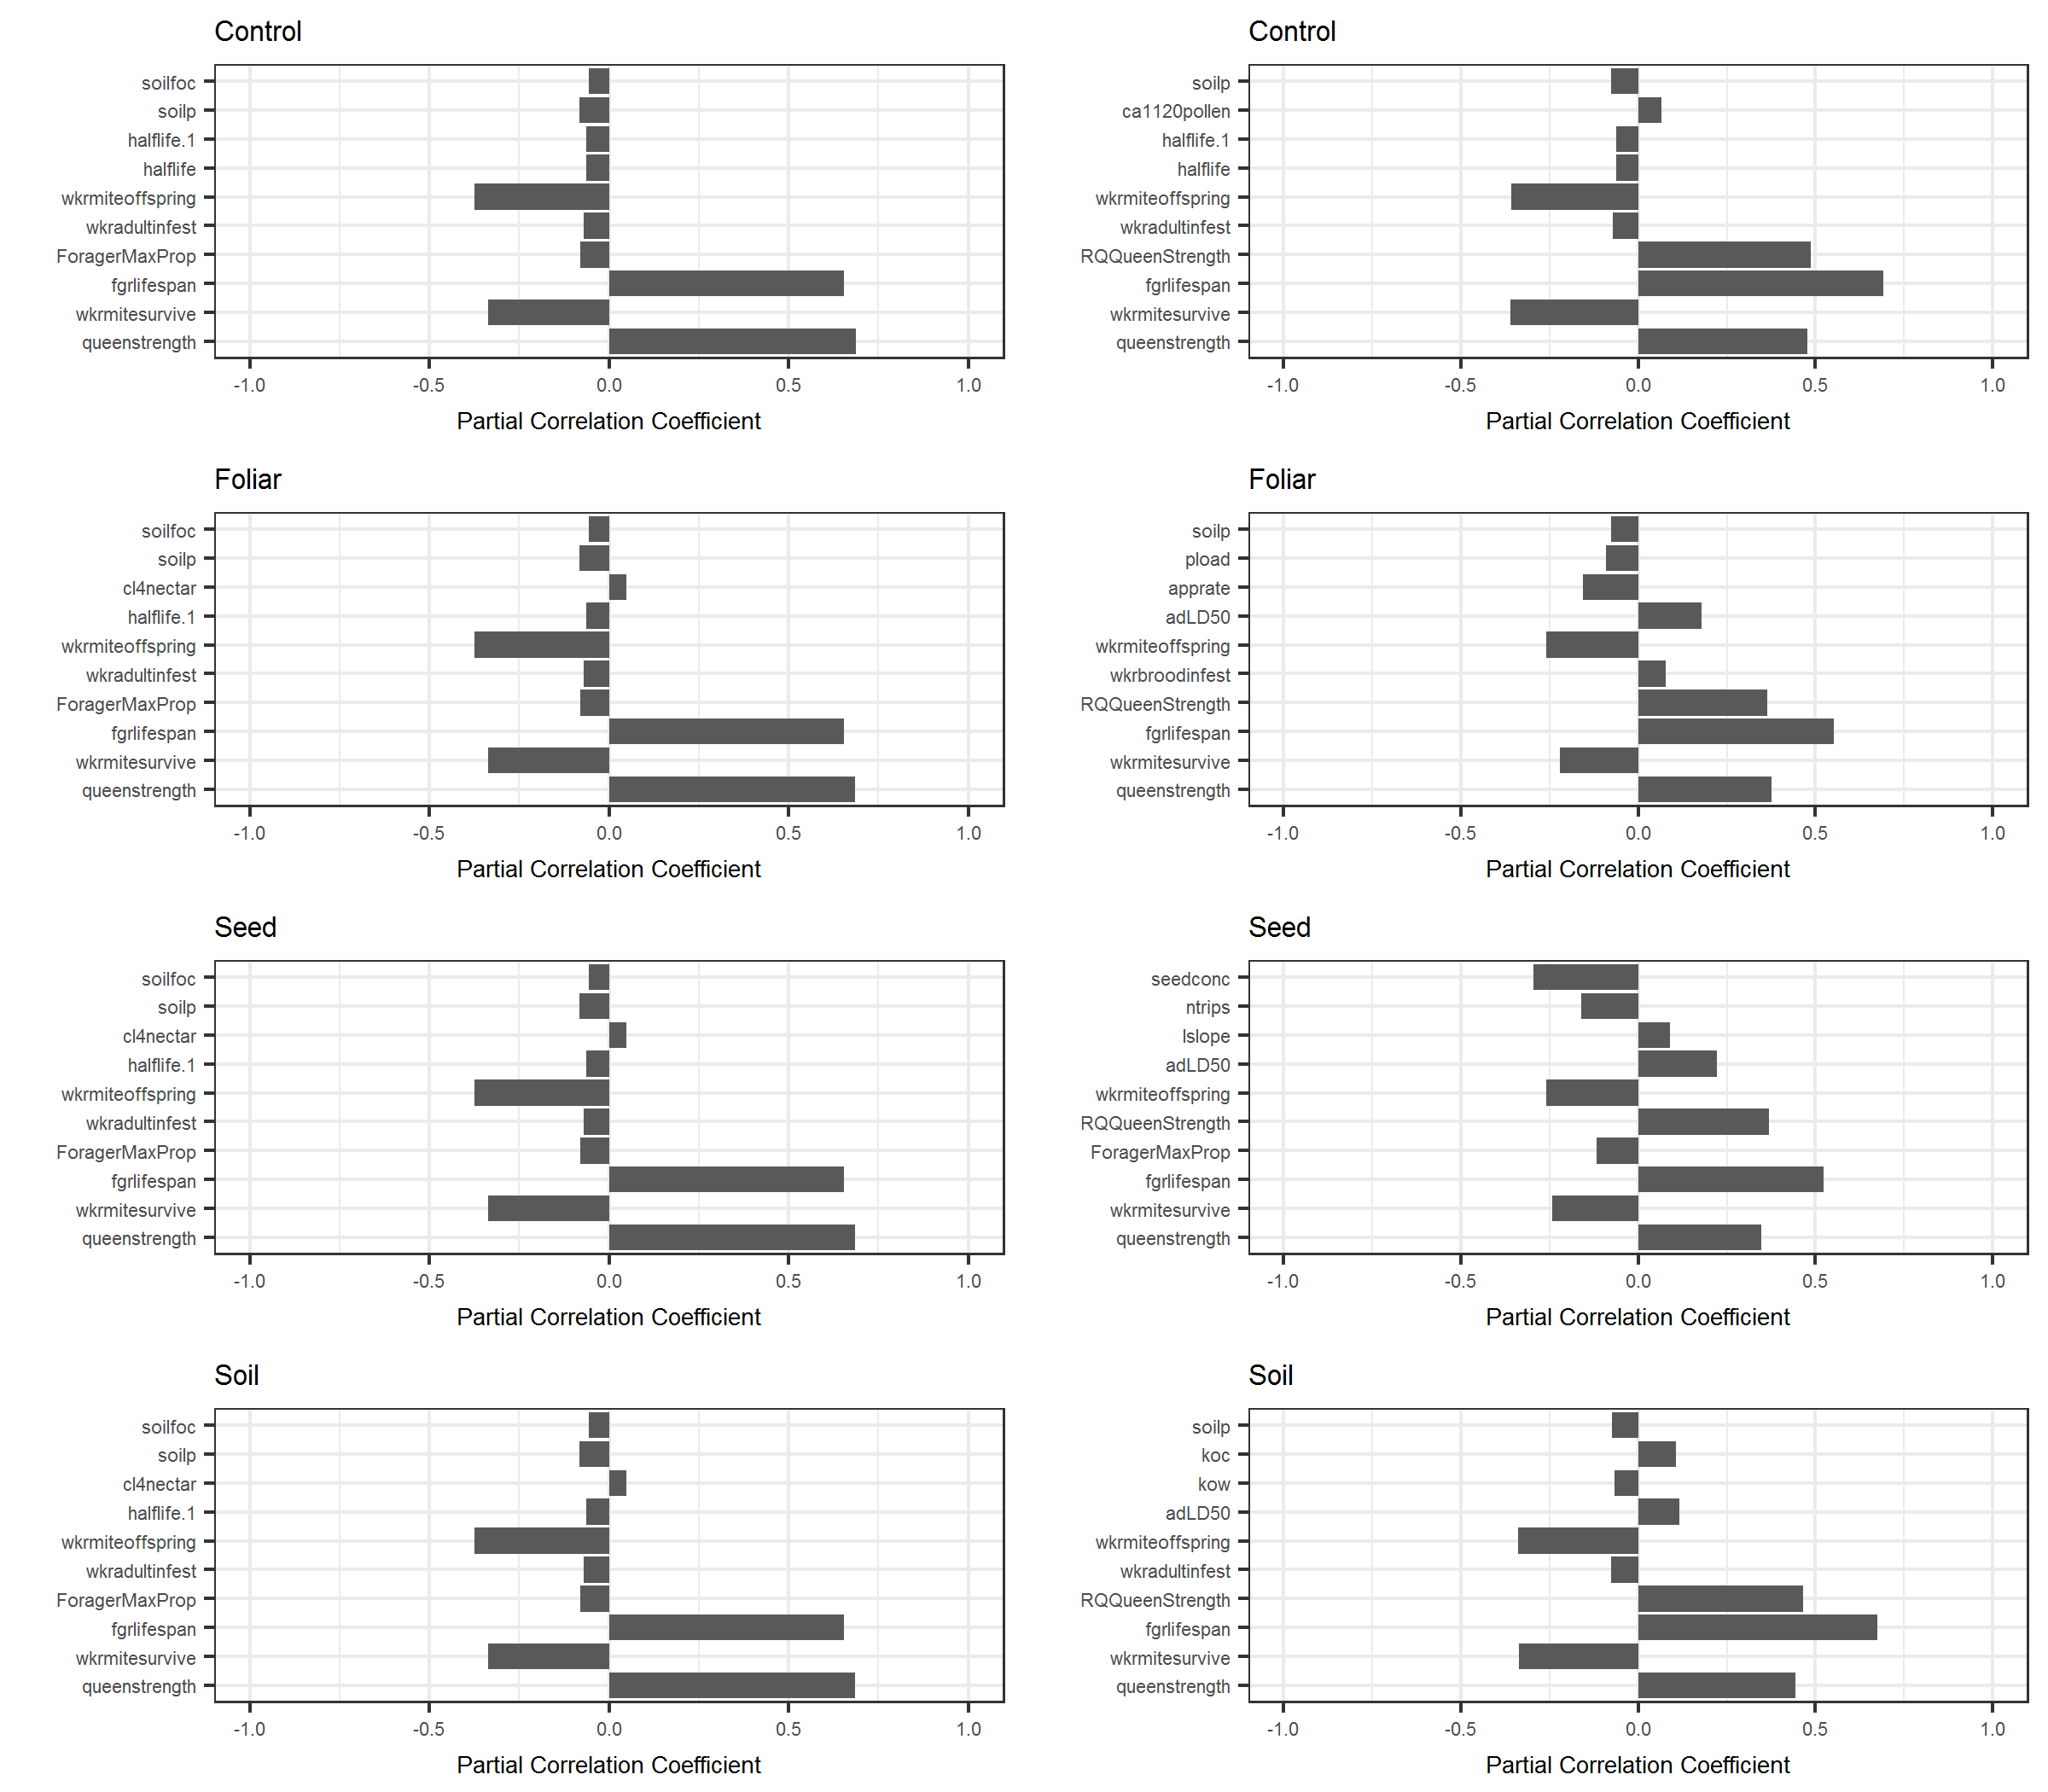 Control
soilfoc
soilp
halflife.1
halflife
wkrmiteoffspring
wkradultinfest
ForagerMaxProp
fgrlifespan
wkrmitesurvive
queenstrength
-1.0 -0.5 0.0 0.5 1.0
Partial Correlation Coefficient
Control
soilp
ca1120pollen
halflife.1
halflife
wkrmiteoffspring
wkradultinfest
RQQueenStrength
fgrlifespan
wkrmitesurvive
queenstrength
-1.0 -0.5 0.0 0.5 1.0
Partial Correlation Coefficient
Foliar
soilfoc
soilp
cl4nectar
halflife.1
wkrmiteoffspring
wkradultinfest
ForagerMaxProp
fgrlifespan
wkrmitesurvive
queenstrength
-1.0 -0.5 0.0 0.5 1.0
Partial Correlation Coefficient
Foliar
soilp
pload
apprate
adLD50
wkrmiteoffspring
wkrbroodinfest
RQQueenStrength
fgrlifespan
wkrmitesurvive
queenstrength
-1.0 -0.5 0.0 0.5 1.0
Partial Correlation Coefficient
Seed
soilfoc
soilp
cl4nectar
halflife.1
wkrmiteoffspring
wkradultinfest
ForagerMaxProp
fgrlifespan
wkrmitesurvive
queenstrength
-1.0 -0.5 0.0 0.5 1.0
Partial Correlation Coefficient
Seed
seedconc
ntrips
lslope
adLD50
wkrmiteoffspring
RQQueenStrength
ForagerMaxProp
fgrlifespan
wkrmitesurvive
queenstrength
-1.0 -0.5 0.0 0.5 1.0
Partial Correlation Coefficient
Soil
soilfoc
soilp
cl4nectar
halflife.1
wkrmiteoffspring
wkradultinfest
ForagerMaxProp
fgrlifespan
wkrmitesurvive
queenstrength
-1.0 -0.5 0.0 0.5 1.0
Partial Correlation Coefficient
Soil
soilp
koc
kow
adLD50
wkrmiteoffspring
wkradultinfest
RQQueenStrength
fgrlifespan
wkrmitesurvive
queenstrength
-1.0 -0.5 0.0 0.5 1.0
Partial Correlation Coefficient